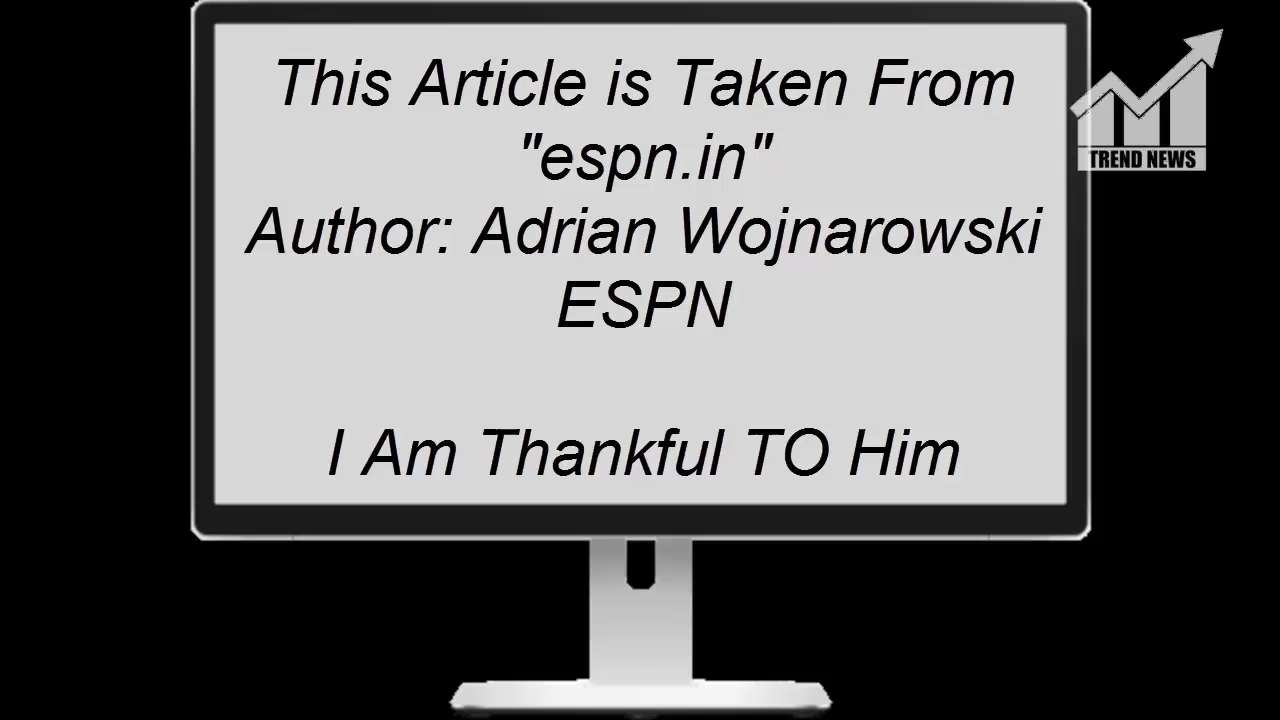 This Article is Taken From
"espn.in"
Author: Adrian Wojnarowski
ESPN
I Am Thankful TO Him
TREND NEWS